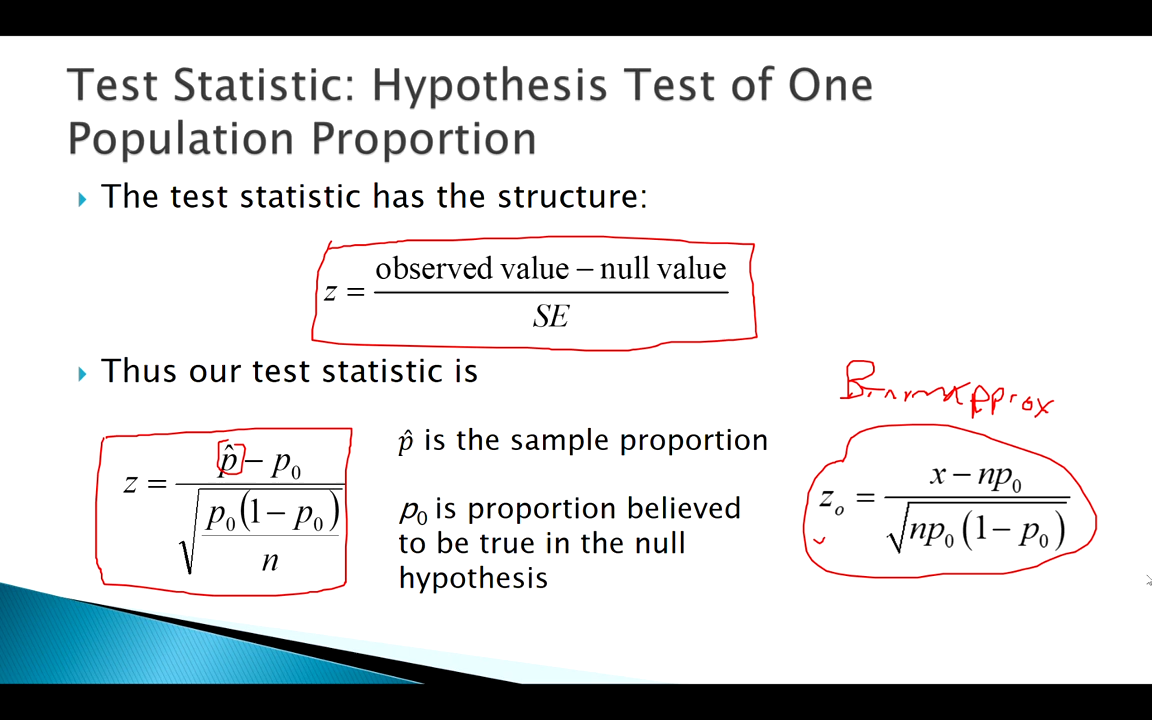 Test Statistic: Hypothesis Test of One
Population Proportion
The test statistic has the structure:
z = observed value − null value / SE
Thus our test statistic is
z = p̂ − p₀ / √(p₀(1 − p₀) / n)
p̂ is the sample proportion
p₀ is proportion believed
to be true in the null
hypothesis
Approx
zₒ = x − np₀ / √(np₀(1 − p₀))